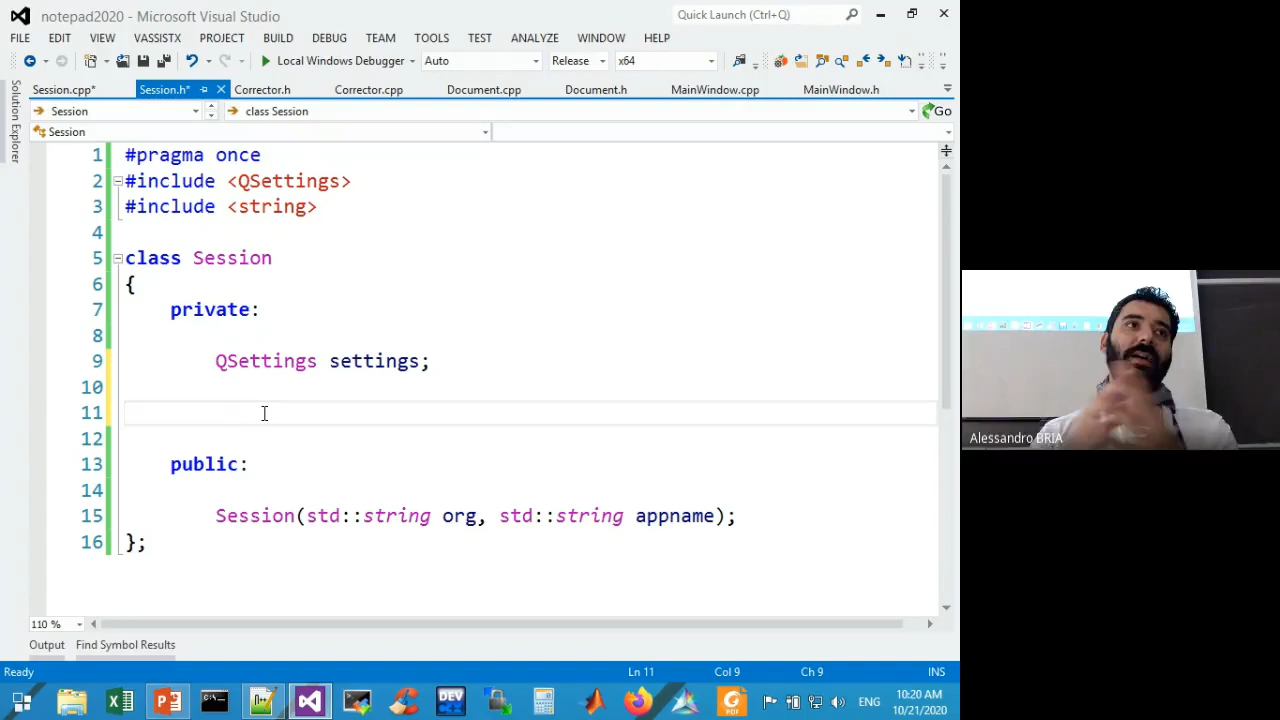 notepad2020 - Microsoft Visual Studio
Quick Launch (Ctrl+Q)
FILE EDIT VIEW VASSISTX PROJECT BUILD DEBUG TEAM TOOLS TEST ANALYZE WINDOW HELP
Local Windows Debugger Auto Release x64
Solution Explorer
Session.cpp* Session.h* Corrector.h Corrector.cpp Document.cpp Document.h MainWindow.cpp MainWindow.h
Session class Session Go
Session
1 #pragma once
2 #include <QSettings>
3 #include <string>
4
5 class Session
6 {
7 private:
8
9 QSettings settings;
10
11
12
13 public:
14
15 Session(std::string org, std::string appname);
16 };
Alessandro BRIA
110 %
Output Find Symbol Results
Ready Ln 11 Col 9 Ch 9 INS
DEV C++ PDF ENG 10:20 AM
10/21/2020